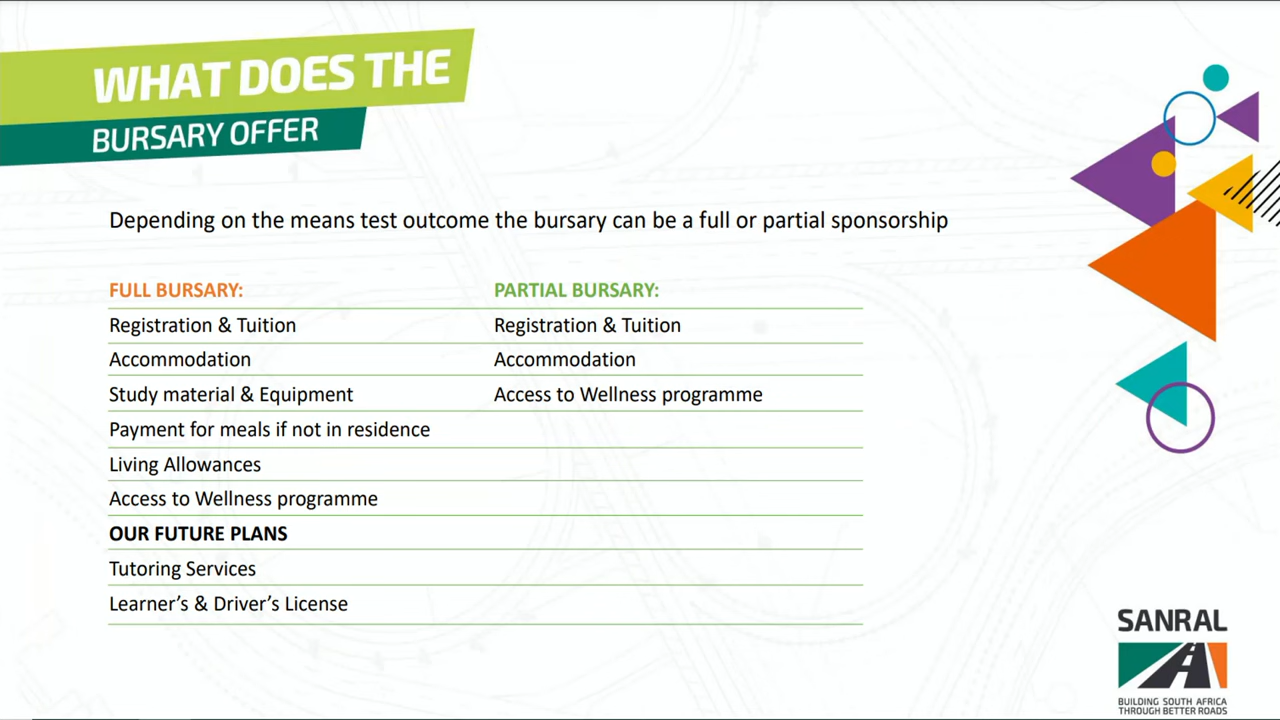 WHAT DOES THE
BURSARY OFFER
Depending on the means test outcome the bursary can be a full or partial sponsorship
FULL BURSARY: PARTIAL BURSARY:
Registration & Tuition Registration & Tuition
Accommodation Accommodation
Study material & Equipment Access to Wellness programme
Payment for meals if not in residence
Living Allowances
Access to Wellness programme
OUR FUTURE PLANS
Tutoring Services
Learner’s & Driver’s License
SANRAL
BUILDING SOUTH AFRICA
THROUGH BETTER ROADS